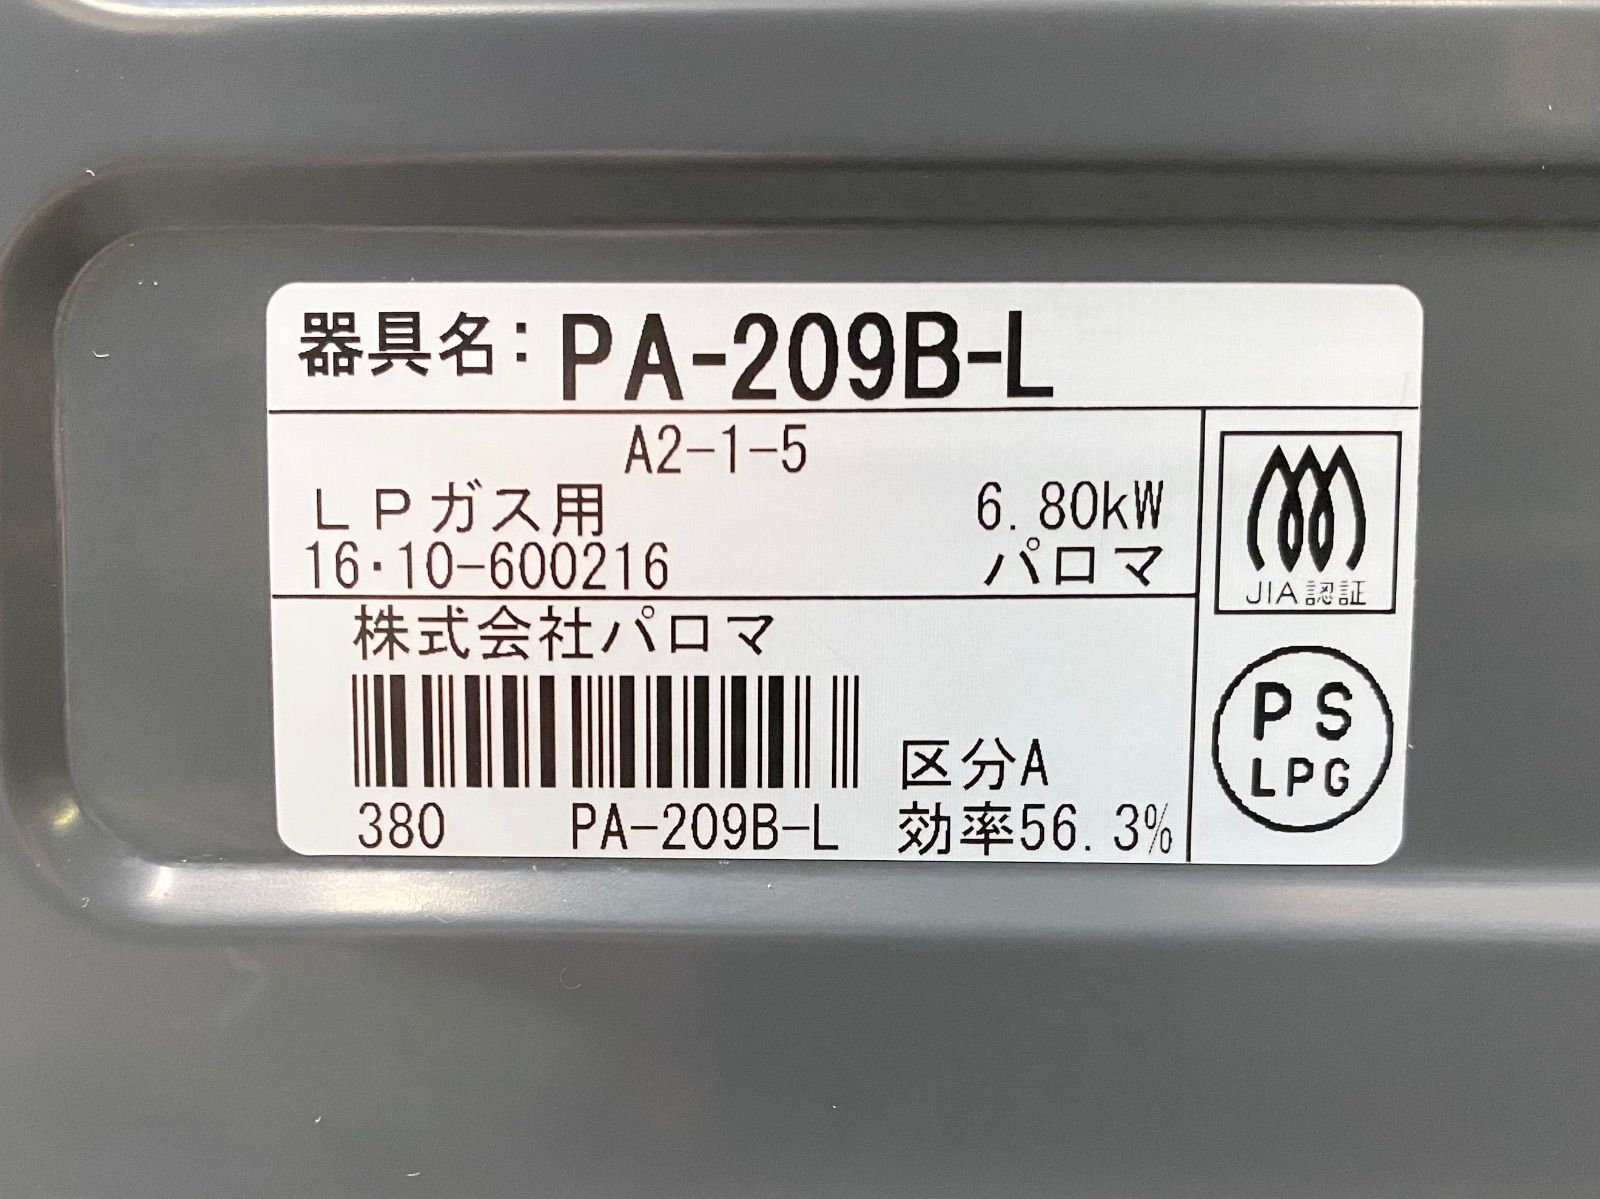 器具名：PA-209B-L
A2-1-5
LPガス用 6.80kW
16・10-600216 パロマ
JIA認証
株式会社パロマ
PS
LPG
区分A
380 PA-209B-L 効率56.3%